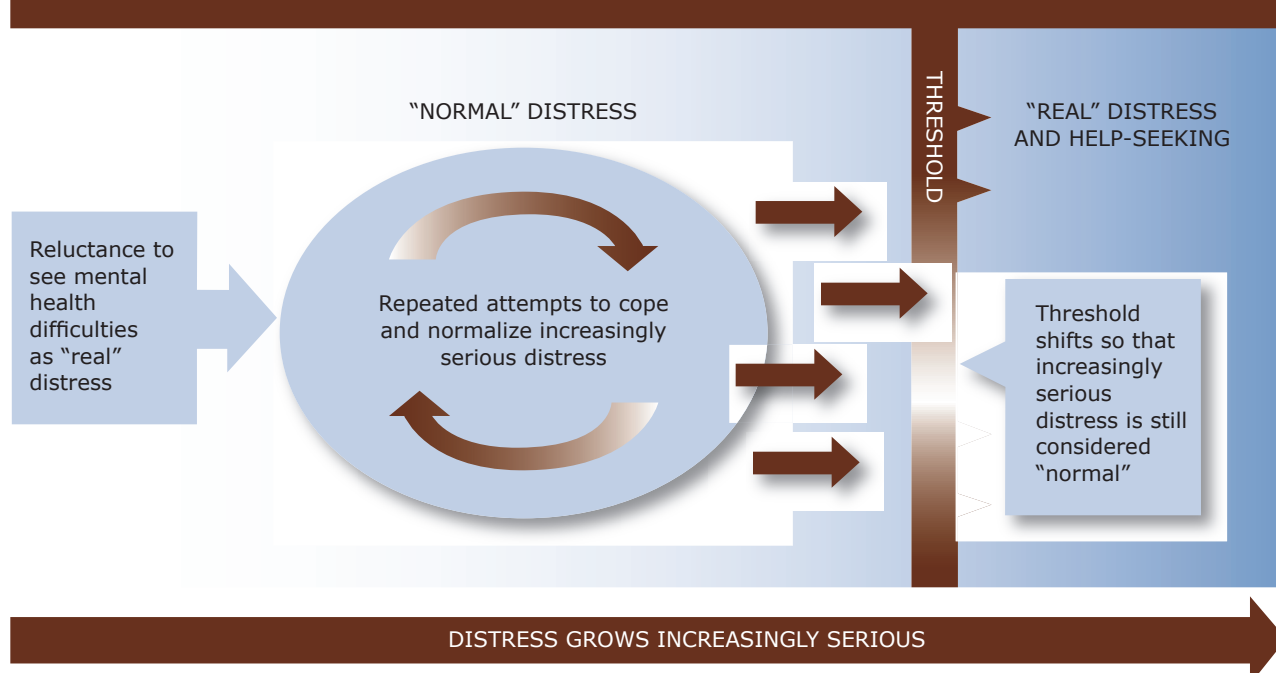 "NORMAL" DISTRESS
THRESHOLD
“REAL” DISTRESS
AND HELP-SEEKING
Reluctance to
see mental
health
difficulties
as “real”
distress
Repeated attempts to cope
and normalize increasingly
serious distress
Threshold
shifts so that
increasingly
serious
distress is still
considered
“normal”
DISTRESS GROWS INCREASINGLY SERIOUS